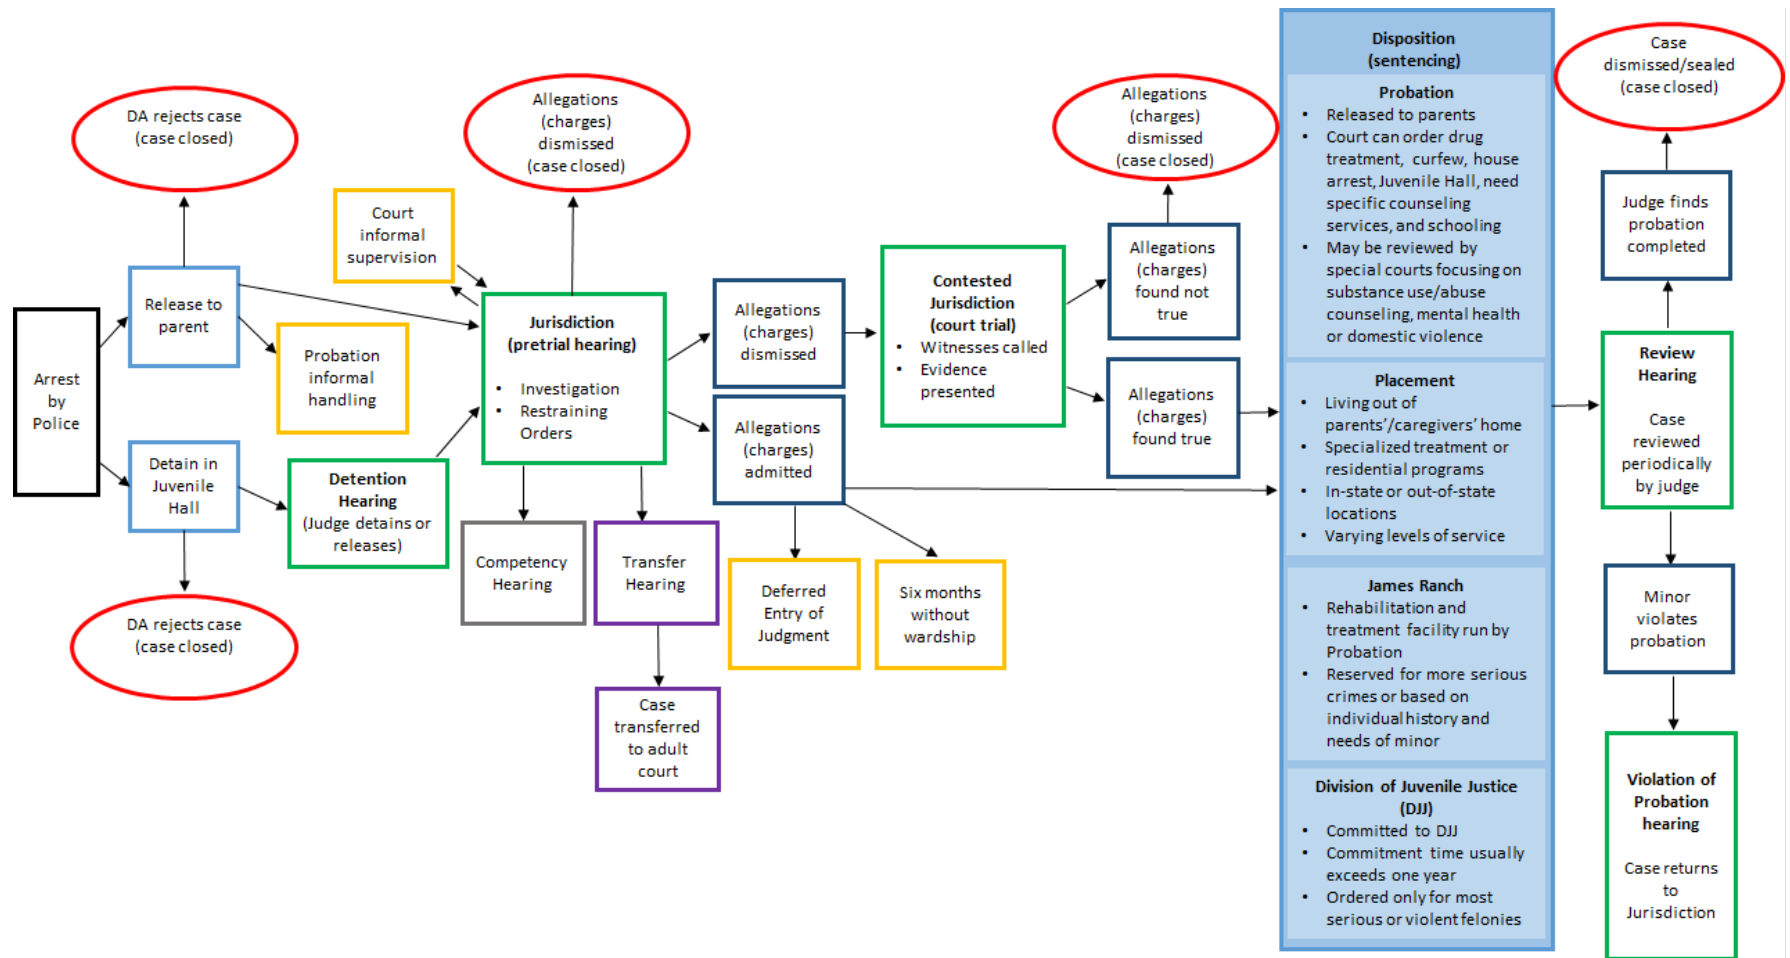 Arrest
by
Police
DA rejects case
(case closed)
Release to
parent
Probation
informal
handling
Detain in
Juvenile
Hall
DA rejects case
(case closed)
Detention
Hearing
(Judge detains or
releases)
Court
informal
supervision
Allegations
(charges)
dismissed
(case closed)
Jurisdiction
(pretrial hearing)
• Investigation
• Restraining
Orders
Competency
Hearing
Transfer
Hearing
Case
transferred
to adult
court
Allegations
(charges)
dismissed
Allegations
(charges)
admitted
Deferred
Entry of
Judgment
Six months
without
wardship
Contested
Jurisdiction
(court trial)
• Witnesses called
• Evidence
presented
Allegations
(charges)
dismissed
(case closed)
Allegations
(charges)
found not
true
Allegations
(charges)
found true
Disposition
(sentencing)
Probation
• Released to parents
• Court can order drug
treatment, curfew, house
arrest, Juvenile Hall, need
specific counseling
services, and schooling
• May be reviewed by
special courts focusing on
substance use/abuse
counseling, mental health
or domestic violence
Placement
• Living out of
parents’/caregivers’ home
• Specialized treatment or
residential programs
• In-state or out-of-state
locations
• Varying levels of service
James Ranch
• Rehabilitation and
treatment facility run by
Probation
• Reserved for more serious
crimes or based on
individual history and
needs of minor
Division of Juvenile Justice
(DJJ)
• Committed to DJJ
• Commitment time usually
exceeds one year
• Ordered only for most
serious or violent felonies
Case
dismissed/sealed
(case closed)
Judge finds
probation
completed
Review
Hearing
Case
reviewed
periodically
by judge
Minor
violates
probation
Violation of
Probation
hearing
Case returns
to
Jurisdiction